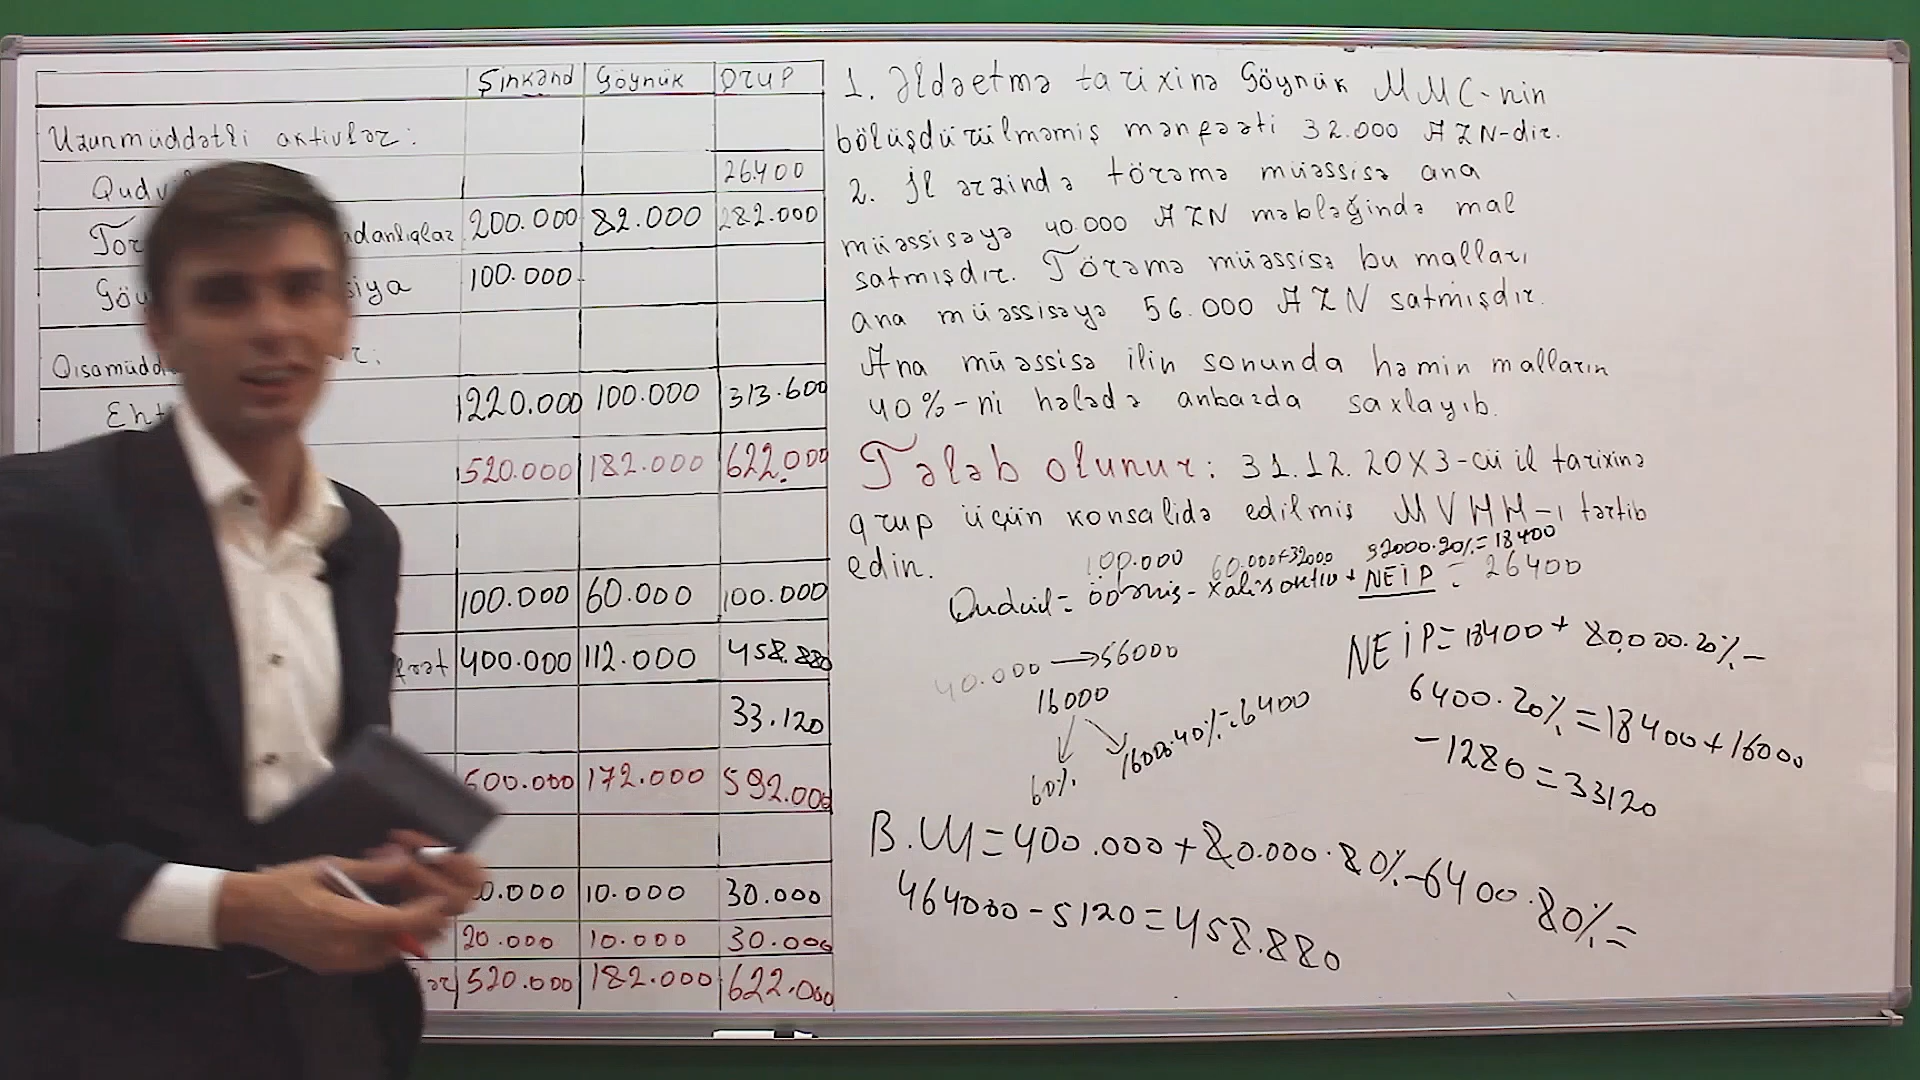 Şinkənd Göynük Qrup
Uzunmüddətli aktivlər:
26.400
200.000 82.000 282.000
100.000
1220.000 100.000 313.600
520.000 182.000 622.000
100.000 60.000 100.000
400.000 112.000 458.880
33.120
500.000 172.000 592.000
10.000 30.000
20.000 10.000 30.000
520.000 182.000 622.000
1. Əldəetmə tarixinə Göynük MMC-nin
bölüşdürülməmiş mənfəəti 32.000 AZN-dir.
2. İl ərzində törəmə müəssisə ana
müəssisəyə 40.000 AZN məbləğində mal
satmışdır. Törəmə müəssisə bu malları
ana müəssisəyə 56.000 AZN satmışdır.
Ana müəssisə ilin sonunda həmin malların
40%-ni hələdə anbarda saxlayıb.
Tələb olunur: 31.12.20X3-cü il tarixinə
qrup üçün konsalidə edilmiş MVHH-ı tərtib
edin.
100.000 60.000+32000 92000.20%=18400
Qudvil= ödəniş - xalis aktiv + NEİP = 26400
40.000 → 56000
16000
60% 16000.40%=6400
NEİP=18400+80.000.20%-
6400.20%=18400+16000
-1280=33120
B.M=400.000+80.000.80%-6400.80%=
464000-5120=458.880